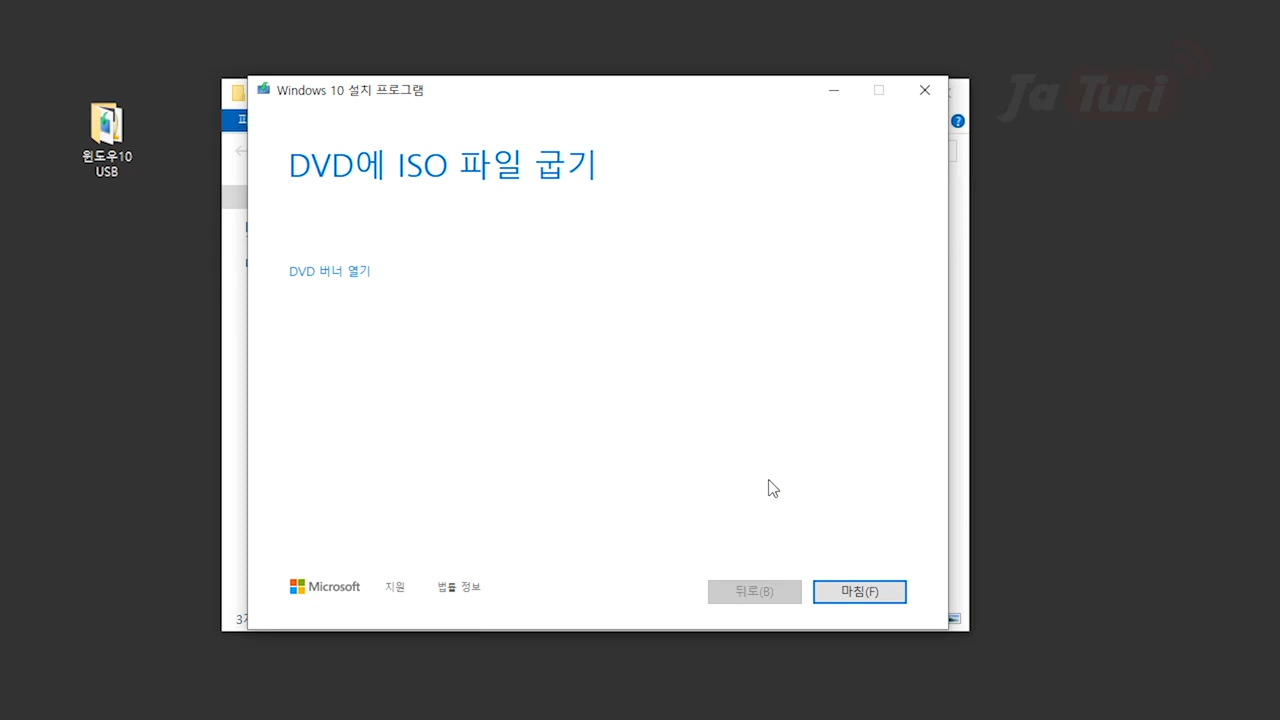 Ja Turi
Windows 10 설치 프로그램
윈도우10
USB
DVD에 ISO 파일 굽기
DVD 버너 열기
Microsoft
지원
법률 정보
뒤로(B)
마침(F)